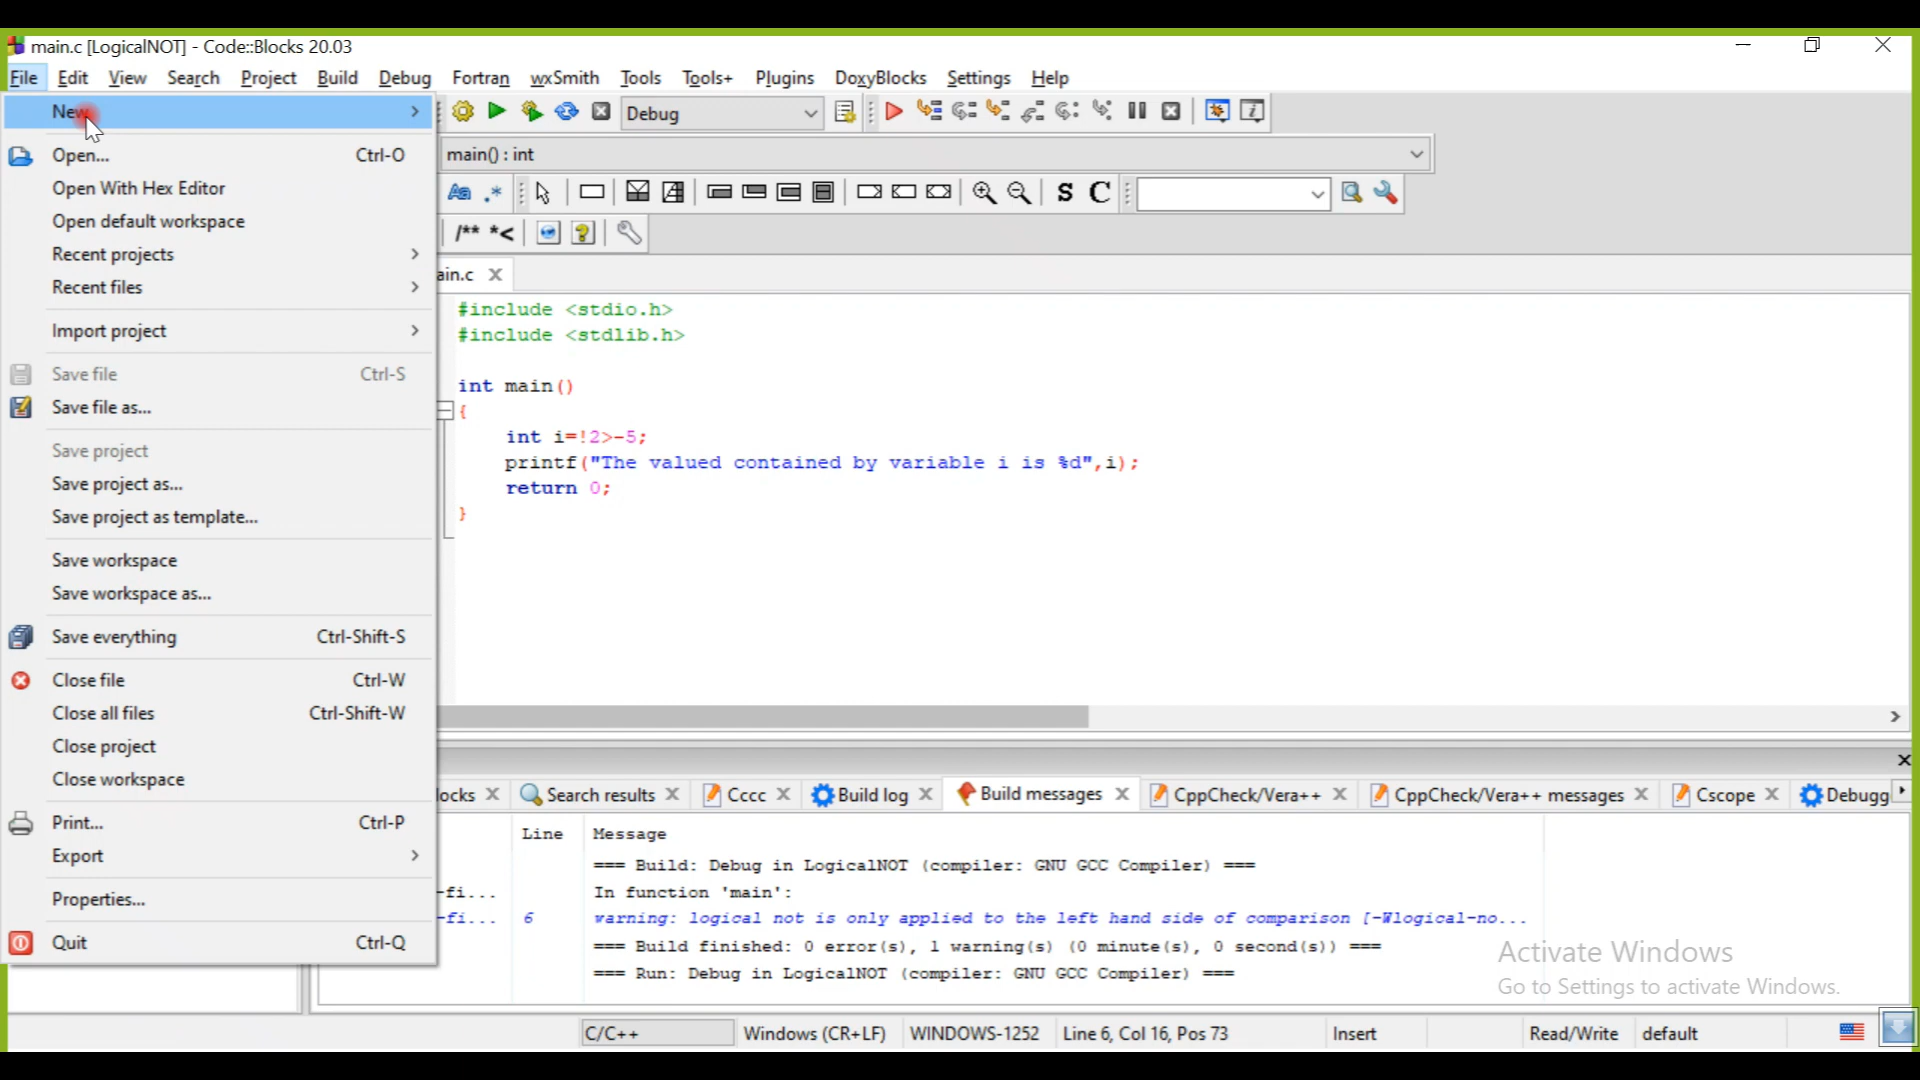 main.c [LogicalNOT] - Code::Blocks 20.03
File Edit View Search Project Build Debug Fortran wxSmith Tools Tools+ Plugins DoxyBlocks Settings Help
New
Debug
Open... Ctrl-O
main() : int
Open With Hex Editor
Aa .* S C
Open default workspace
/** *<
Recent projects
ain.c
Recent files
#include <stdio.h>
Import project
#include <stdlib.h>
Save file Ctrl-S
int main()
Save file as...
{
int i=!2>-5;
Save project
printf("The valued contained by variable i is %d",i);
Save project as...
return 0;
Save project as template...
}
Save workspace
Save workspace as...
Save everything Ctrl-Shift-S
Close file Ctrl-W
Close all files Ctrl-Shift-W
Close project
Close workspace
locks Search results Cccc Build log Build messages CppCheck/Vera++ CppCheck/Vera++ messages Cscope Debugg
Print... Ctrl-P
Line Message
Export
=== Build: Debug in LogicalNOT (compiler: GNU GCC Compiler) ===
Properties...
-fi... In function 'main':
-fi... 6 warning: logical not is only applied to the left hand side of comparison [-Wlogical-no...
Quit Ctrl-Q
=== Build finished: 0 error(s), 1 warning(s) (0 minute(s), 0 second(s)) ===
=== Run: Debug in LogicalNOT (compiler: GNU GCC Compiler) ===
Activate Windows
Go to Settings to activate Windows.
C/C++ Windows (CR+LF) WINDOWS-1252 Line 6, Col 16, Pos 73 Insert Read/Write default